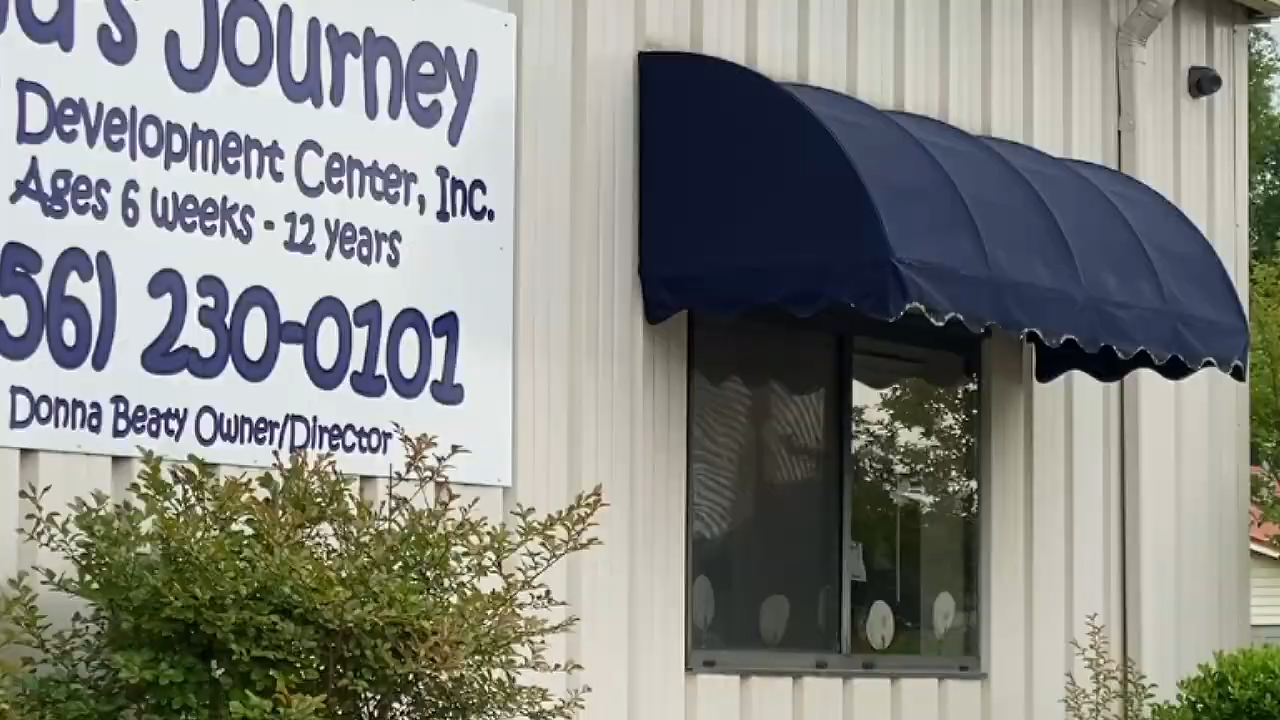 Journey
Development Center, Inc.
Ages 6 weeks - 12 years
56) 230-0101
Donna Beaty Owner/Director